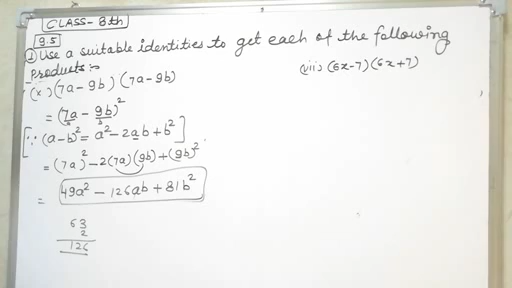 CLASS-8th
9.5
① Use a suitable identities to get each of the following
products:-
(x) (7a-9b) (7a-9b)
= (7a - 9b)²
a b
[∵ (a-b)² = a² - 2ab + b²]
= (7a)² - 2(7a)(9b) + (9b)²
= 49a² - 126ab + 81b²
63
2
126
(vii) (6x-7) (6x+7)